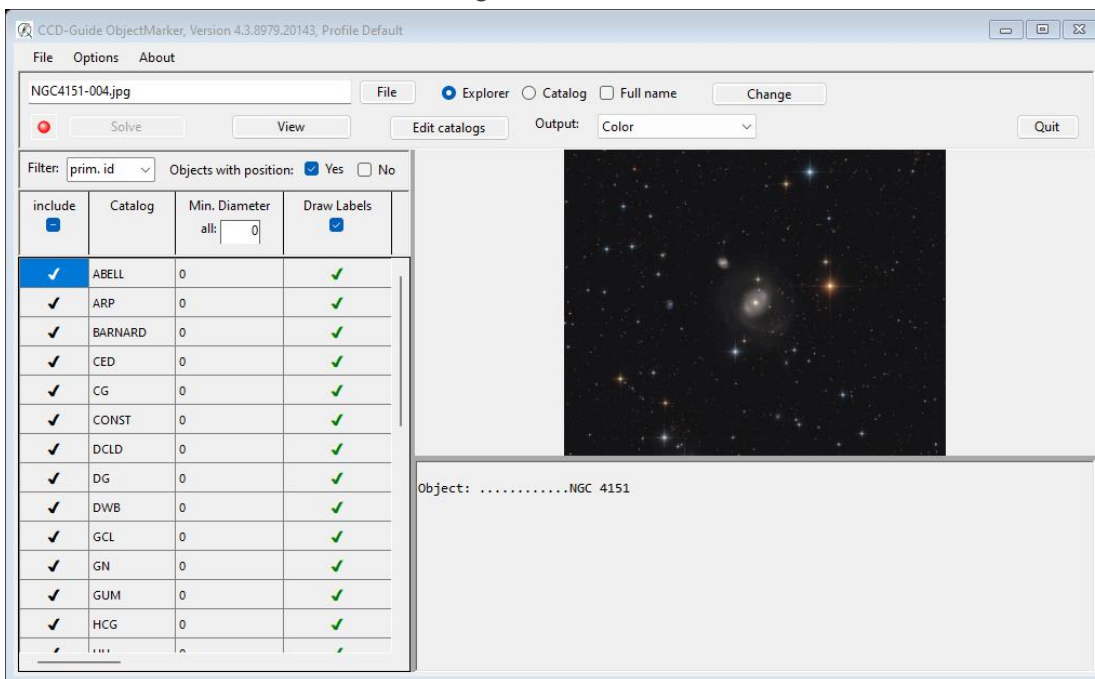 CCD-Guide ObjectMarker, Version 4.3.8979.20143, Profile Default
File Options About
NGC4151-004.jpg File Explorer Catalog Full name Change
Solve View Edit catalogs Output: Color Quit
Filter: prim. id Objects with position: Yes No
include Catalog Min. Diameter Draw Labels
all: 0
ABELL 0
ARP 0
BARNARD 0
CED 0
CG 0
CONST 0
DCLD 0
DG 0
DWB 0
GCL 0
GN 0
GUM 0
HCG 0
Object: ............NGC 4151